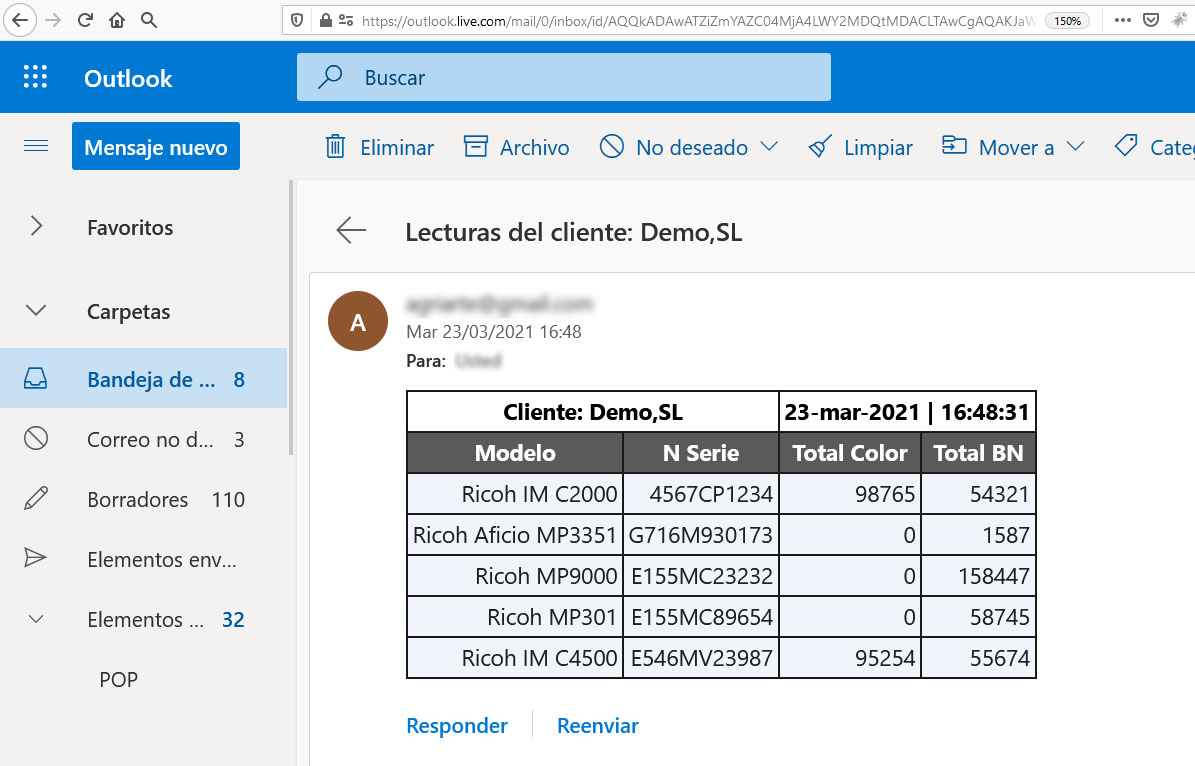 https://outlook.live.com/mail/0/inbox/id/AQQkADAwATZiZmYAZC04MjA4LWY2MDQtMDACLTAwCgAQAKJaW 150%
Outlook Buscar
Mensaje nuevo Eliminar Archivo No deseado Limpiar Mover a Categ
Favoritos
Lecturas del cliente: Demo,SL
Carpetas
A
Mar 23/03/2021 16:48
Para:
Bandeja de ... 8
Correo no d... 3
Borradores 110
Elementos env...
Elementos ... 32
POP
Cliente: Demo,SL 23-mar-2021 | 16:48:31
Modelo N Serie Total Color Total BN
Ricoh IM C2000 4567CP1234 98765 54321
Ricoh Aficio MP3351 G716M930173 0 1587
Ricoh MP9000 E155MC23232 0 158447
Ricoh MP301 E155MC89654 0 58745
Ricoh IM C4500 E546MV23987 95254 55674
Responder Reenviar